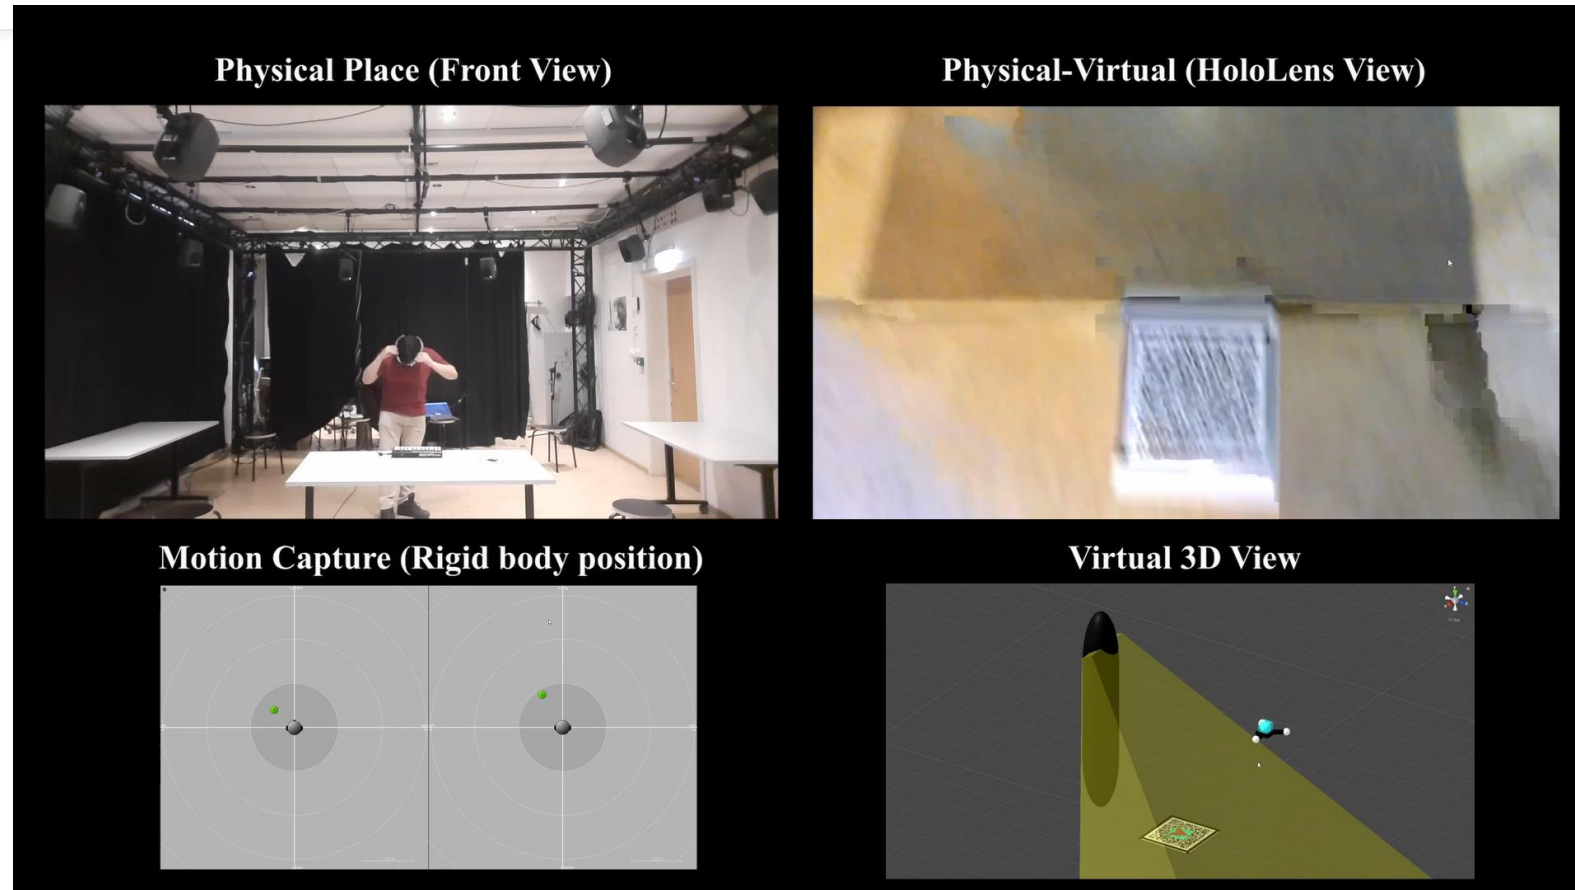 Physical Place (Front View)
Physical-Virtual (HoloLens View)
Motion Capture (Rigid body position)
Virtual 3D View